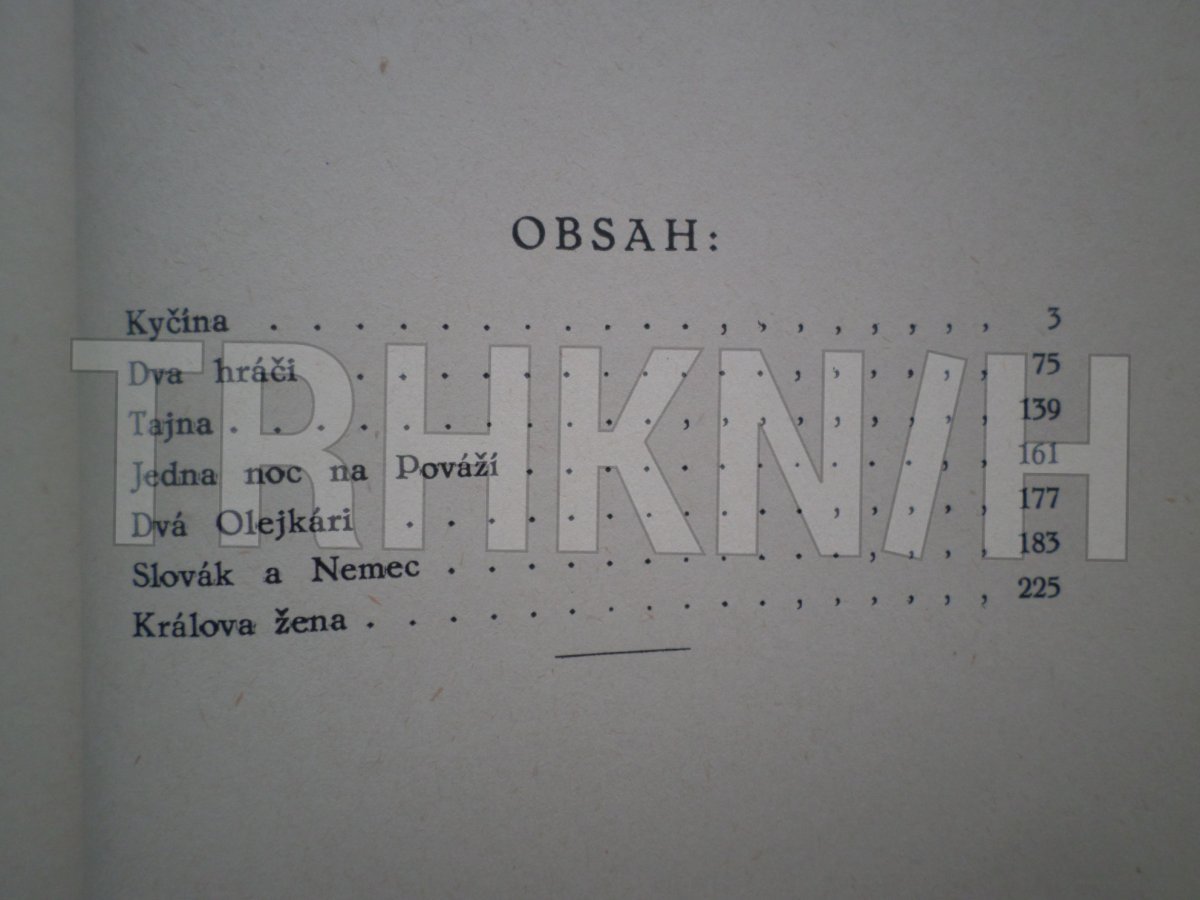 OBSAH:
Kyčína . . . . . . . . . . . , , , , , , , , 3
Dva hráči . . . . . . . . . . . , , , , , , 75
Tajna . . . . . . . . . . . , , , , , , , , 139
Jedna noc na Považí . . . . . . . . . . , , 161
Dvá Olejkári . . . . . . . . . . . , , , , , 177
Slovák a Nemec . . . . . . . . . . , , , , 183
Králova žena . . . . . . . . . . , , , , , , 225
TRHKNIH